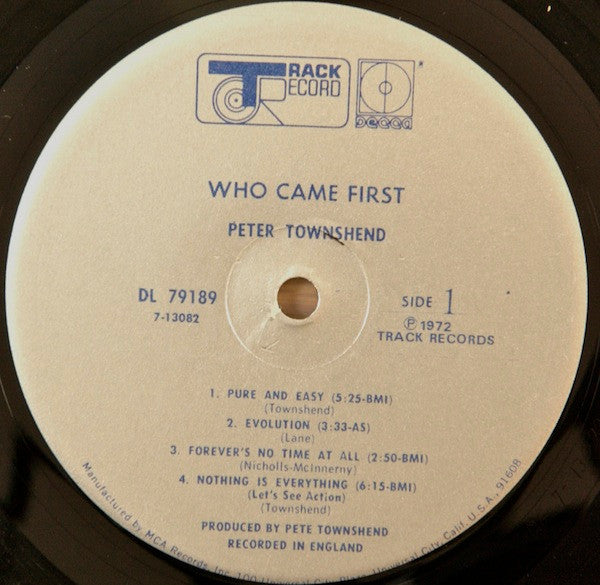 TRACK
RECORD
DECCA
WHO CAME FIRST
PETER TOWNSHEND
DL 79189
7-13082
SIDE 1
℗ 1972
TRACK RECORDS
1. PURE AND EASY (5:25-BMI)
(Townshend)
2. EVOLUTION (3:33-AS)
(Lane)
3. FOREVER'S NO TIME AT ALL (2:50-BMI)
(Nicholls-McInnerny)
4. NOTHING IS EVERYTHING (6:15-BMI)
(Let's See Action)
(Townshend)
PRODUCED BY PETE TOWNSHEND
RECORDED IN ENGLAND
Manufactured by MCA Records, Inc. 100 City, Calif. U.S.A. 91608